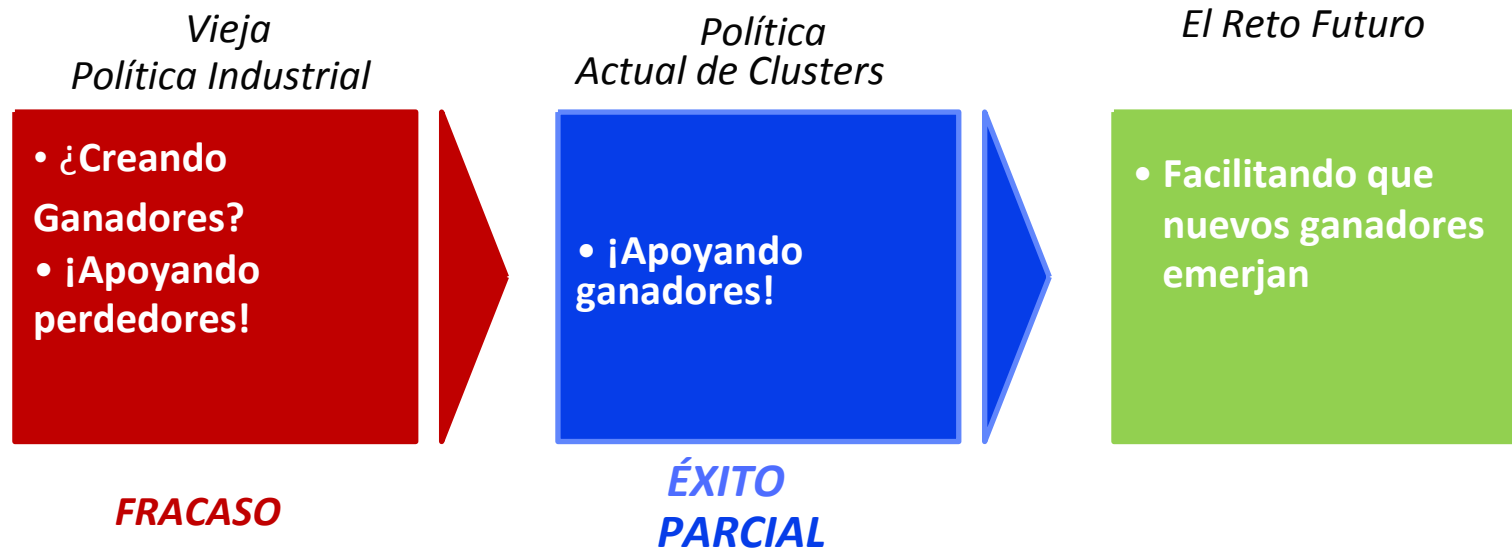 Vieja
Política Industrial
• ¿Creando
Ganadores?
• ¡Apoyando
perdedores!
FRACASO
Política
Actual de Clusters
• ¡Apoyando
ganadores!
ÉXITO
PARCIAL
El Reto Futuro
• Facilitando que
nuevos ganadores
emerjan